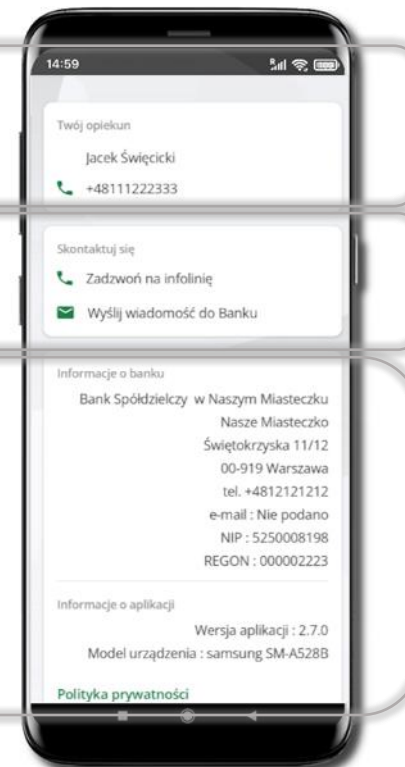 14:59
Twój opiekun
Jacek Święcicki
+48111222333
Skontaktuj się
Zadzwoń na infolinię
Wyślij wiadomość do Banku
Informacje o banku
Bank Spółdzielczy w Naszym Miasteczku
Nasze Miasteczko
Świętokrzyska 11/12
00-919 Warszawa
tel. +4812121212
e-mail : Nie podano
NIP : 5250008198
REGON : 000002223
Informacje o aplikacji
Wersja aplikacji : 2.7.0
Model urządzenia : samsung SM-A528B
Polityka prywatności